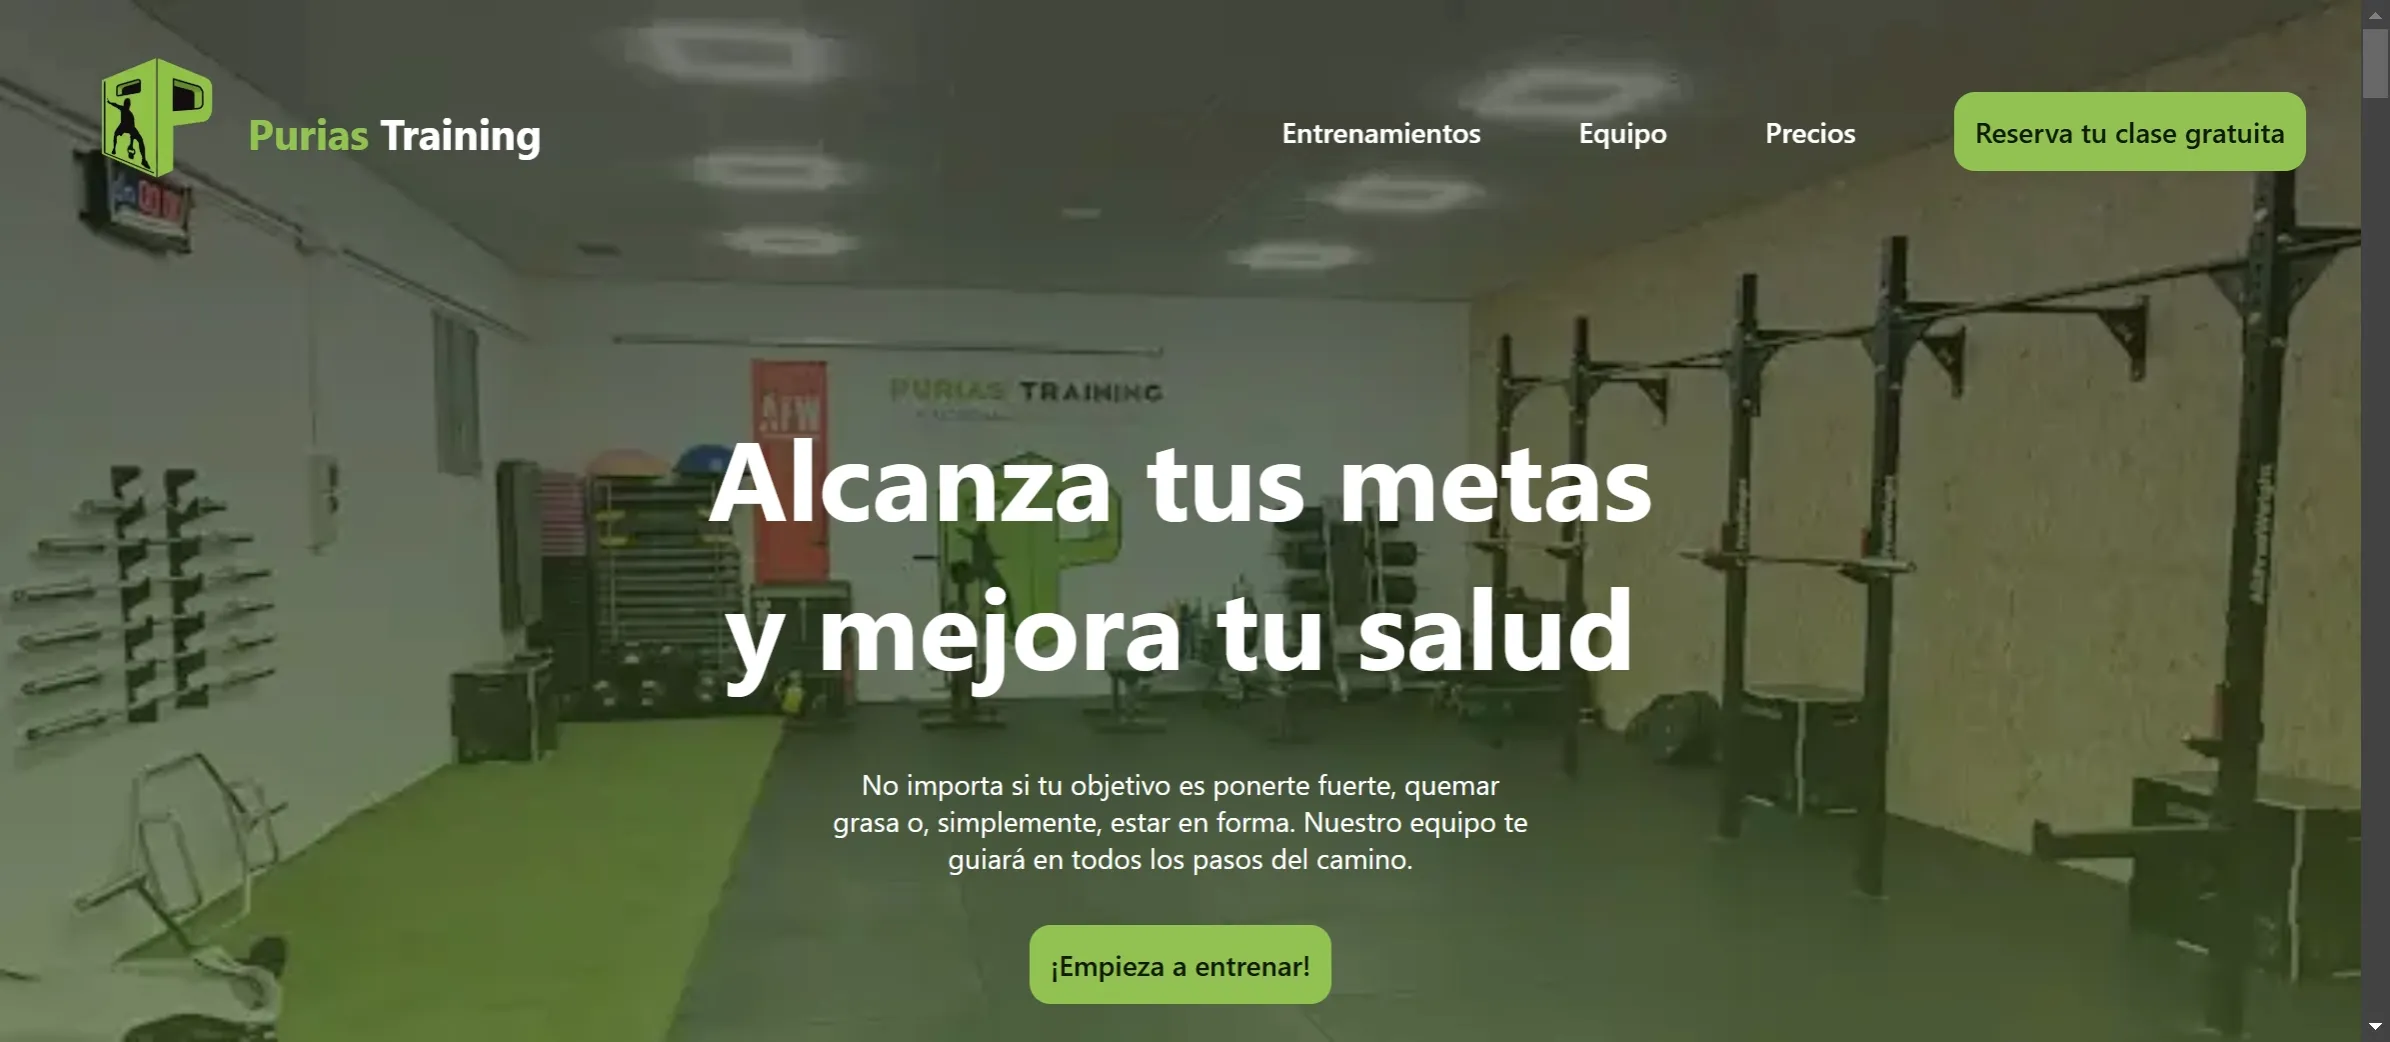 Purias Training
Entrenamientos
Equipo
Precios
Reserva tu clase gratuita
AFW
PURIAS TRAINING
Alcanza tus metas
y mejora tu salud
No importa si tu objetivo es ponerte fuerte, quemar
grasa o, simplemente, estar en forma. Nuestro equipo te
guiará en todos los pasos del camino.
¡Empieza a entrenar!